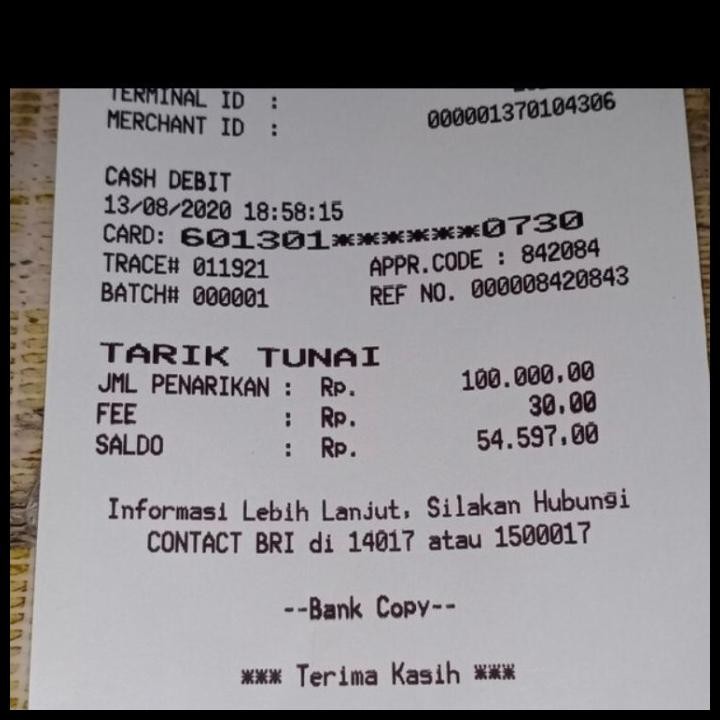 TERMINAL ID :
MERCHANT ID : 000001370104306
CASH DEBIT
13/08/2020 18:58:15
CARD: 601301******0730
TRACE# 011921 APPR.CODE : 842084
BATCH# 000001 REF NO. 000008420843
TARIK TUNAI
JML PENARIKAN : Rp. 100.000,00
FEE : Rp. 30,00
SALDO : Rp. 54.597,00
Informasi Lebih Lanjut, Silakan Hubungi
CONTACT BRI di 14017 atau 1500017
--Bank Copy--
*** Terima Kasih ***